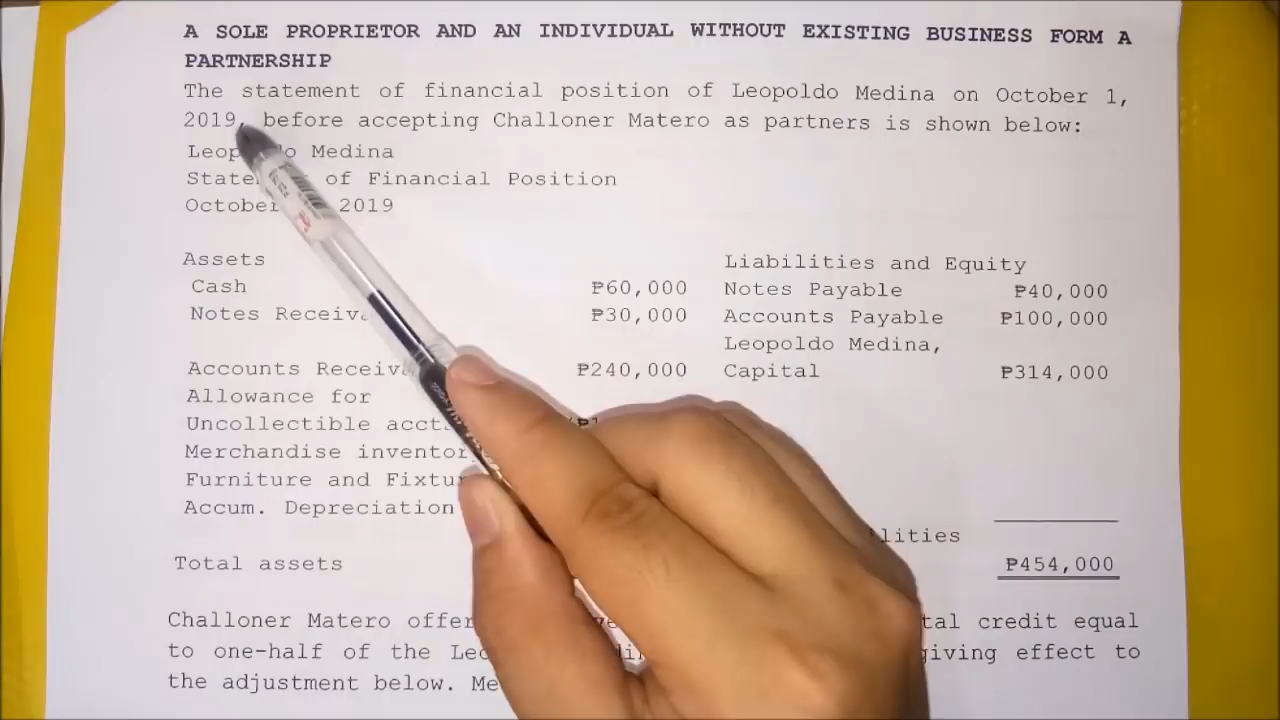 A SOLE PROPRIETOR AND AN INDIVIDUAL WITHOUT EXISTING BUSINESS FORM A
PARTNERSHIP
The statement of financial position of Leopoldo Medina on October 1,
2019, before accepting Challoner Matero as partners is shown below:
Medina
of Financial Position
October 2019
Assets Liabilities and Equity
Cash ₱60,000 Notes Payable ₱40,000
Notes ₱30,000 Accounts Payable ₱100,000
Leopoldo Medina,
Accounts ₱240,000 Capital ₱314,000
Allowance for
Uncollectible
Merchandise
Furniture and
Accum. Depreciation
Total assets ₱454,000
Challoner Matero credit equal
to one-half of the giving effect to
the adjustment below.